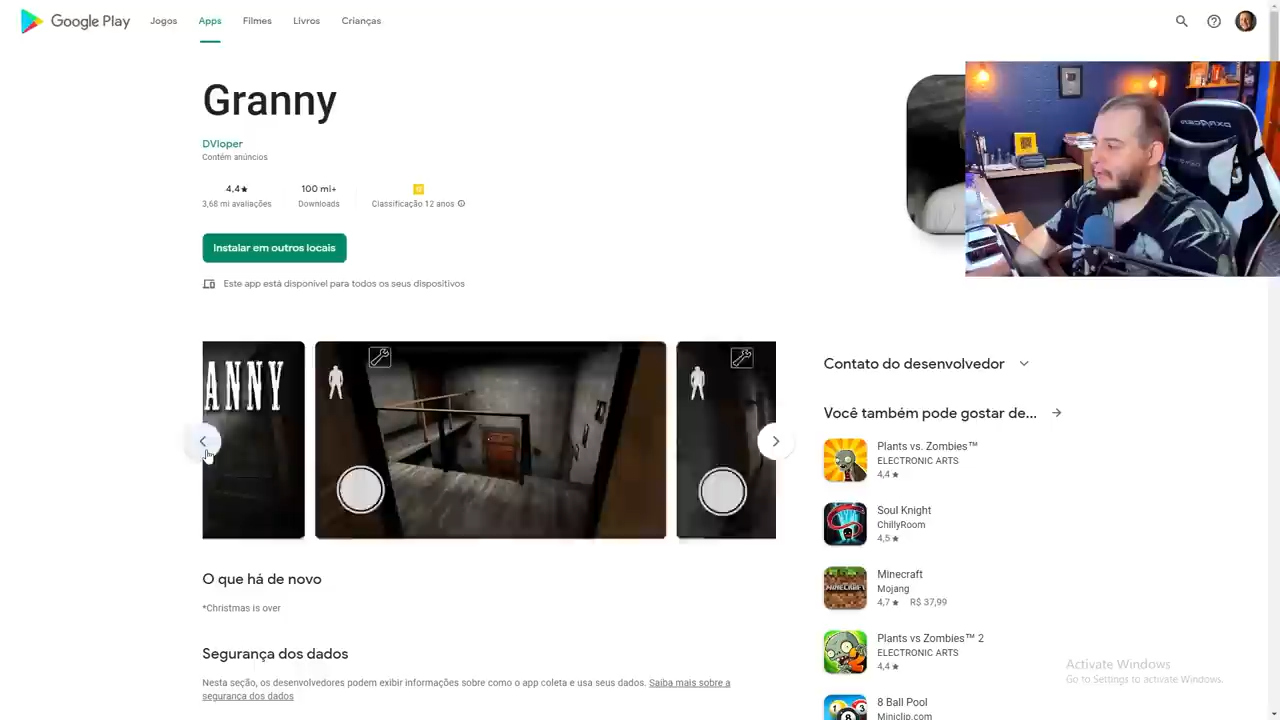 Google Play
Jogos
Apps
Filmes
Livros
Crianças
Granny
DVloper
Contém anúncios
4,4★
3,68 mi avaliações
100 mi+
Downloads
Classificação 12 anos
Instalar em outros locais
Este app está disponível para todos os seus dispositivos
ANNY
Contato do desenvolvedor
Você também pode gostar de...
Plants vs. Zombies™
ELECTRONIC ARTS
4,4★
Soul Knight
ChillyRoom
4,5★
Minecraft
Mojang
4,7★ R$ 37,99
Plants vs Zombies™ 2
ELECTRONIC ARTS
4,4★
8 Ball Pool
Miniclip.com
O que há de novo
*Christmas is over
Segurança dos dados
Nesta seção, os desenvolvedores podem exibir informações sobre como o app coleta e usa seus dados. Saiba mais sobre a
segurança dos dados
Activate Windows
Go to Settings to activate Windows.